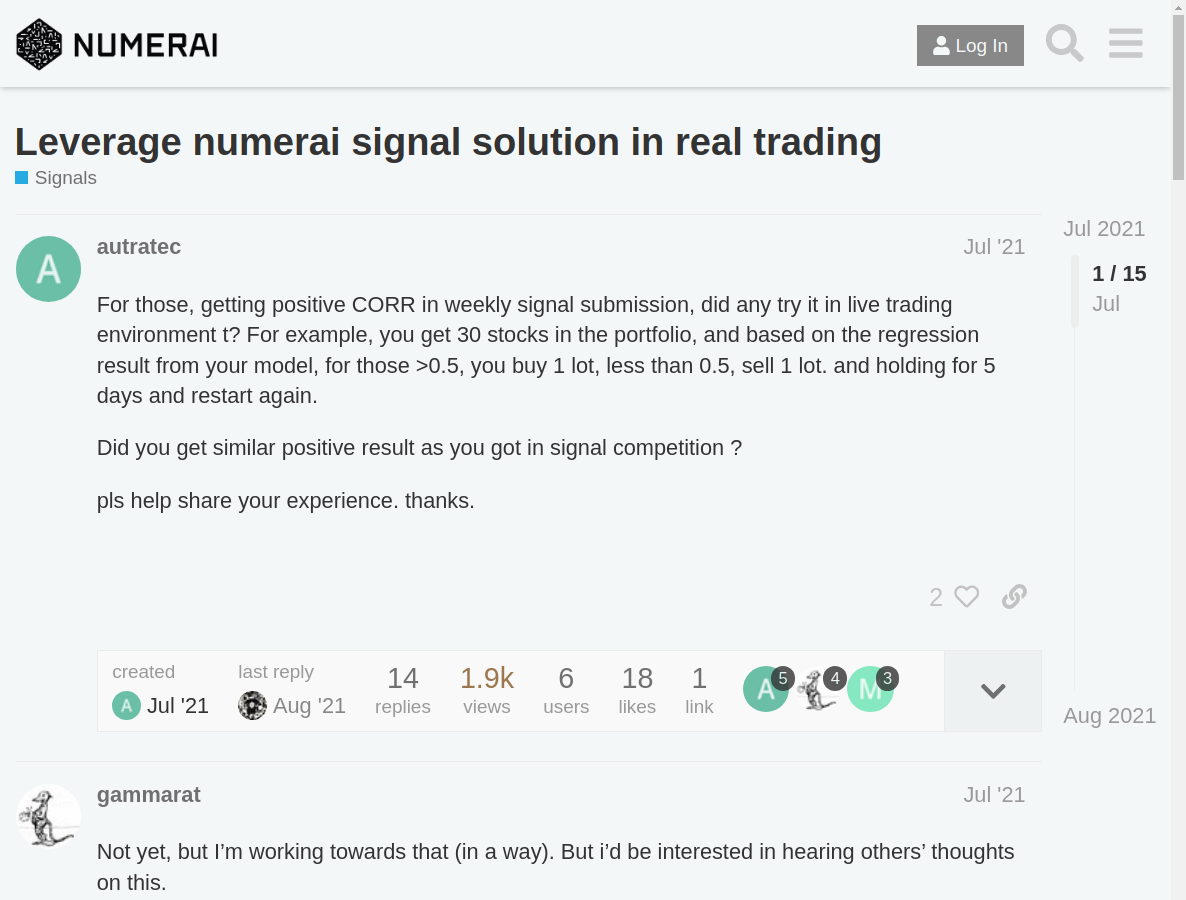 NUMERAI
Log In
Leverage numerai signal solution in real trading
Signals
A
autratec
Jul '21
For those, getting positive CORR in weekly signal submission, did any try it in live trading
environment t? For example, you get 30 stocks in the portfolio, and based on the regression
result from your model, for those >0.5, you buy 1 lot, less than 0.5, sell 1 lot. and holding for 5
days and restart again.
Did you get similar positive result as you got in signal competition ?
pls help share your experience. thanks.
2
created
A Jul '21
last reply
Aug '21
14
replies
1.9k
views
6
users
18
likes
1
link
A 5
4
M 3
Jul 2021
1 / 15
Jul
Aug 2021
gammarat
Jul '21
Not yet, but I’m working towards that (in a way). But i’d be interested in hearing others’ thoughts
on this.